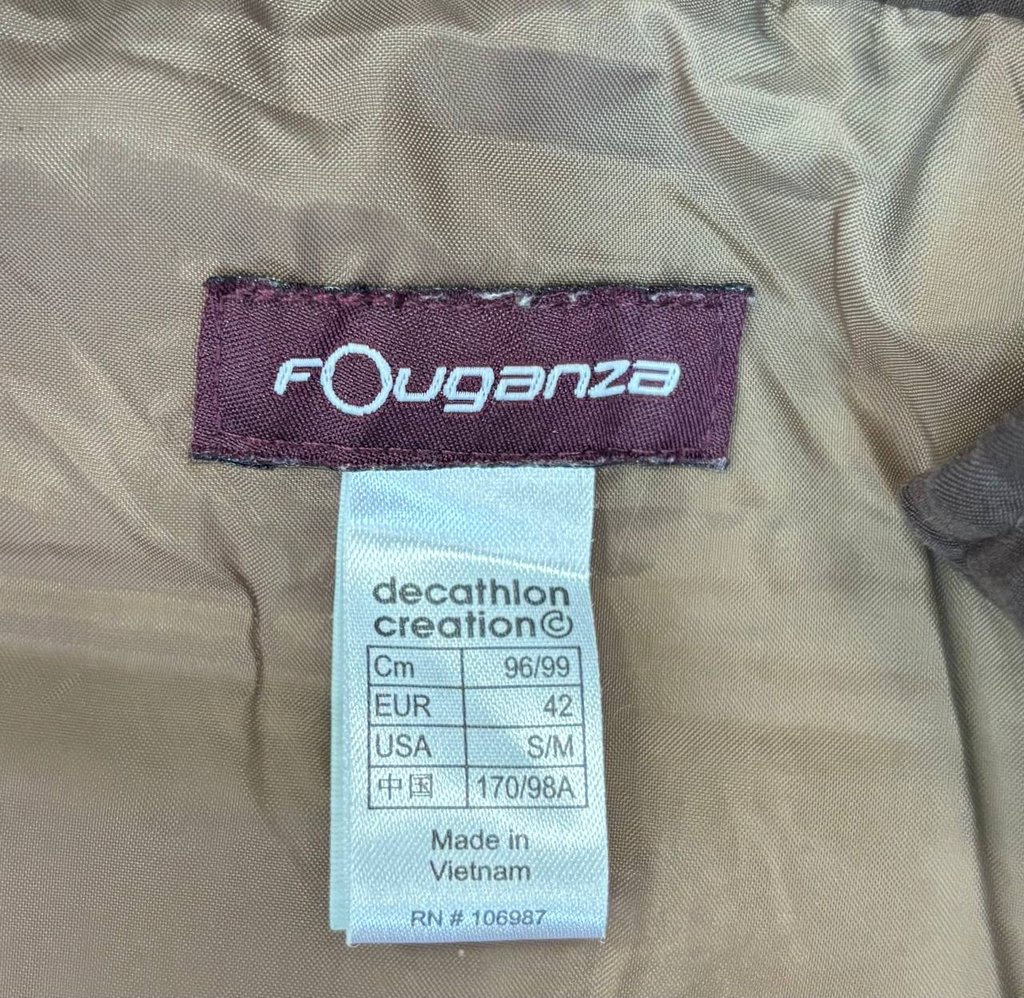 fOuganza
decathlon
creation©
Cm 96/99
EUR 42
USA S/M
中国 170/98A
Made in
Vietnam
RN # 106987